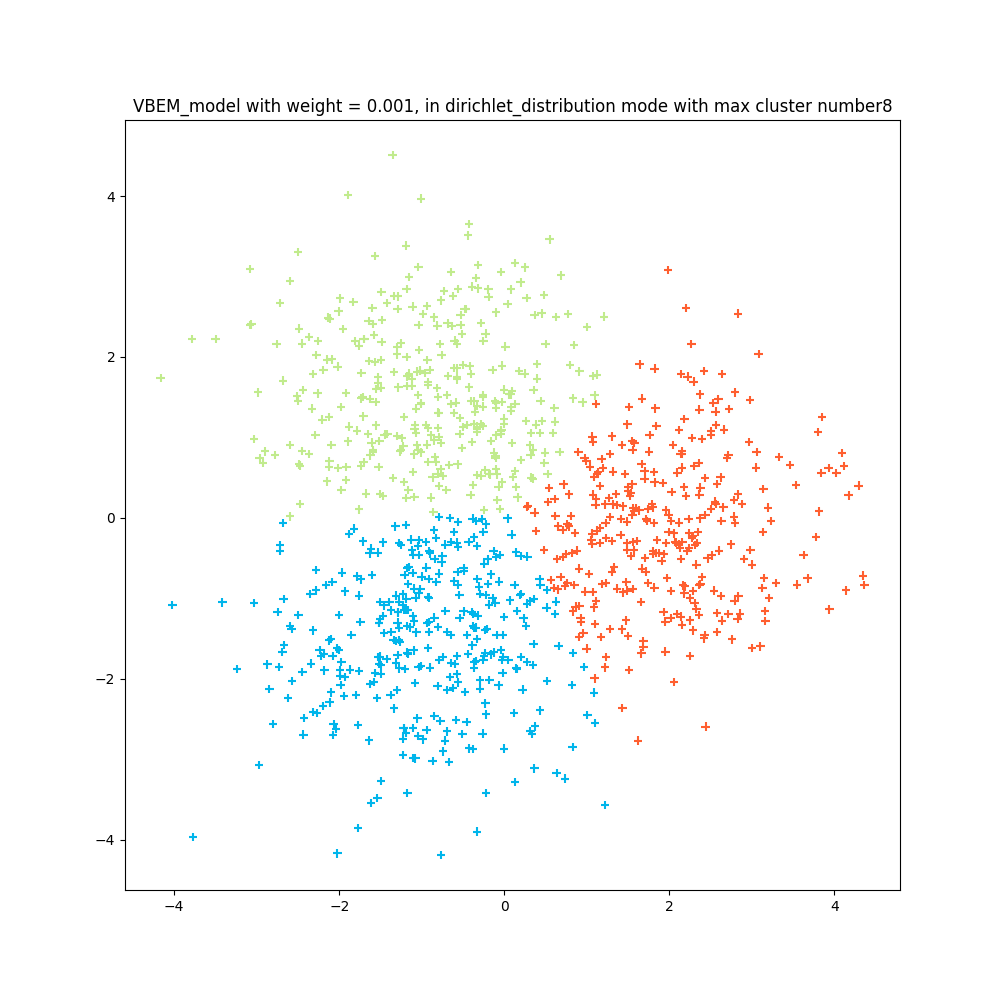 VBEM_model with weight = 0.001, in dirichlet_distribution mode with max cluster number8
4
2
0
−2
−4
−4 −2 0 2 4